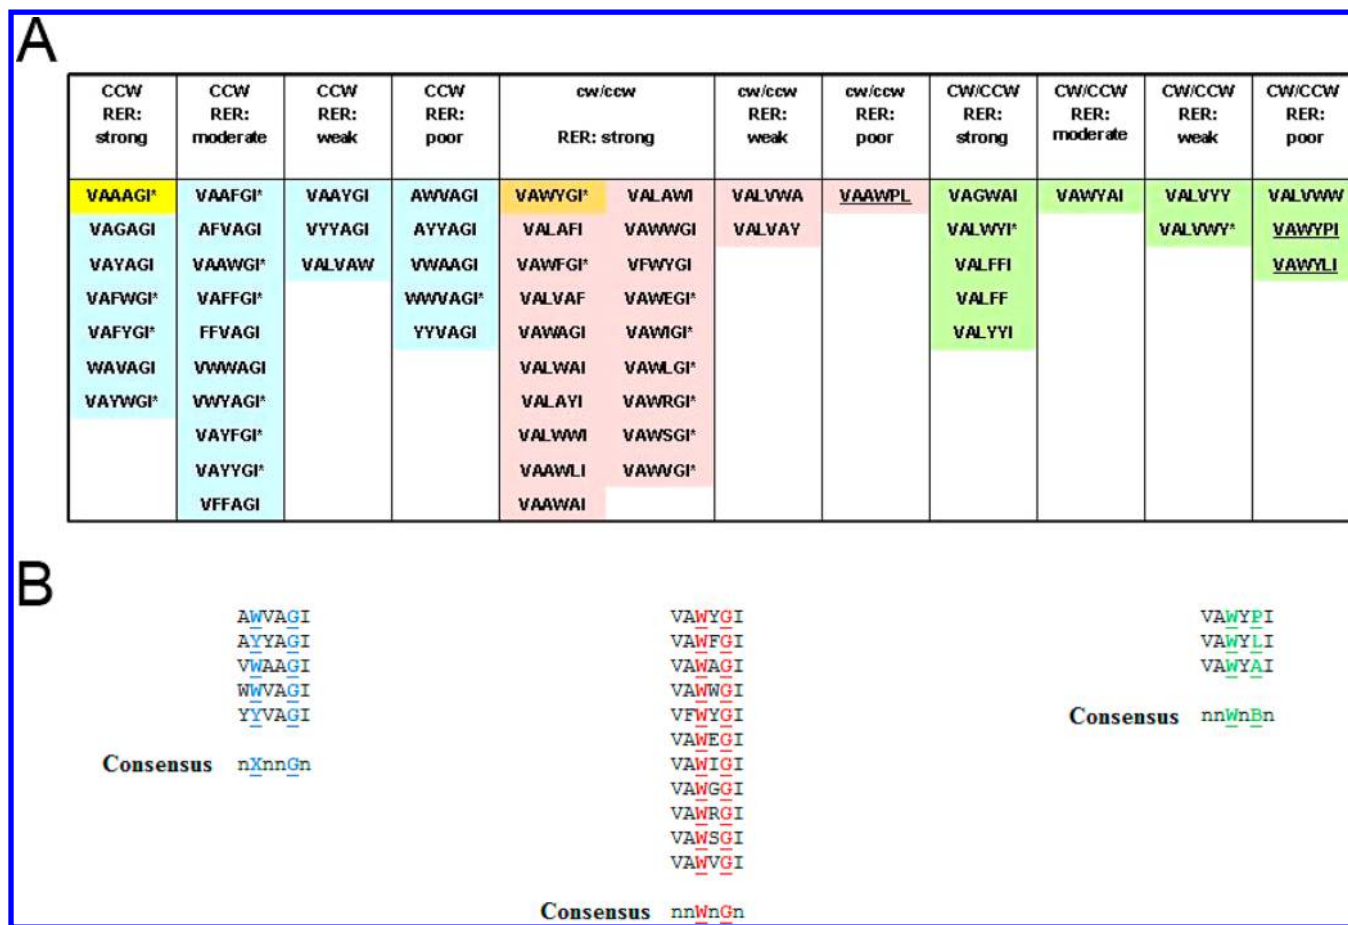 A
CCW CCW CCW CCW cw/ccw cw/ccw cw/ccw CW/CCW CW/CCW CW/CCW CW/CCW
RER: RER: RER: RER: RER: RER: RER: RER: RER: RER:
strong moderate weak poor RER: strong weak poor strong moderate weak poor
VAAAGI* VAAFGI* VAAYGI AWVAGI VAWYGI* VALAWI VALVWA VAAWPL VAGWAI VAWYAI VALVYY VALVWW
VAGAGI AFVAGI VYYAGI AYYAGI VALAFI VAWWGI VALVAY VALWYI* VALVWY* VAWYPI
VAYAGI VAAWGI* VALVAW VWAAGI VAWFGI* VFWYGI VALFFI VAWYLI
VAFWGI* VAFFGI* WWVAGI* VALVAF VAWEGI* VALFF
VAFYGI* FFVAGI YYVAGI VAWAGI VAWIGI* VALYYI
WAVAGI VWWAGI VALWAI VAWLGI*
VAYWGI* VWYAGI* VALAYI VAWRGI*
VAYFGI* VALWWI VAWSGI*
VAYYGI* VAAWLI VAWVGI*
VFFAGI VAAWAI
B
AWVAGI VAWYGI VAWYPI
AYYAGI VAWFGI VAWYLI
VWAAGI VAWAGI VAWYAI
WWVAGI VAWWGI
YYVAGI VFWYGI Consensus nnWnBn
VAWEGI
Consensus nXnnGn VAWIGI
VAWGGI
VAWRGI
VAWSGI
VAWVGI
Consensus nnWnGn